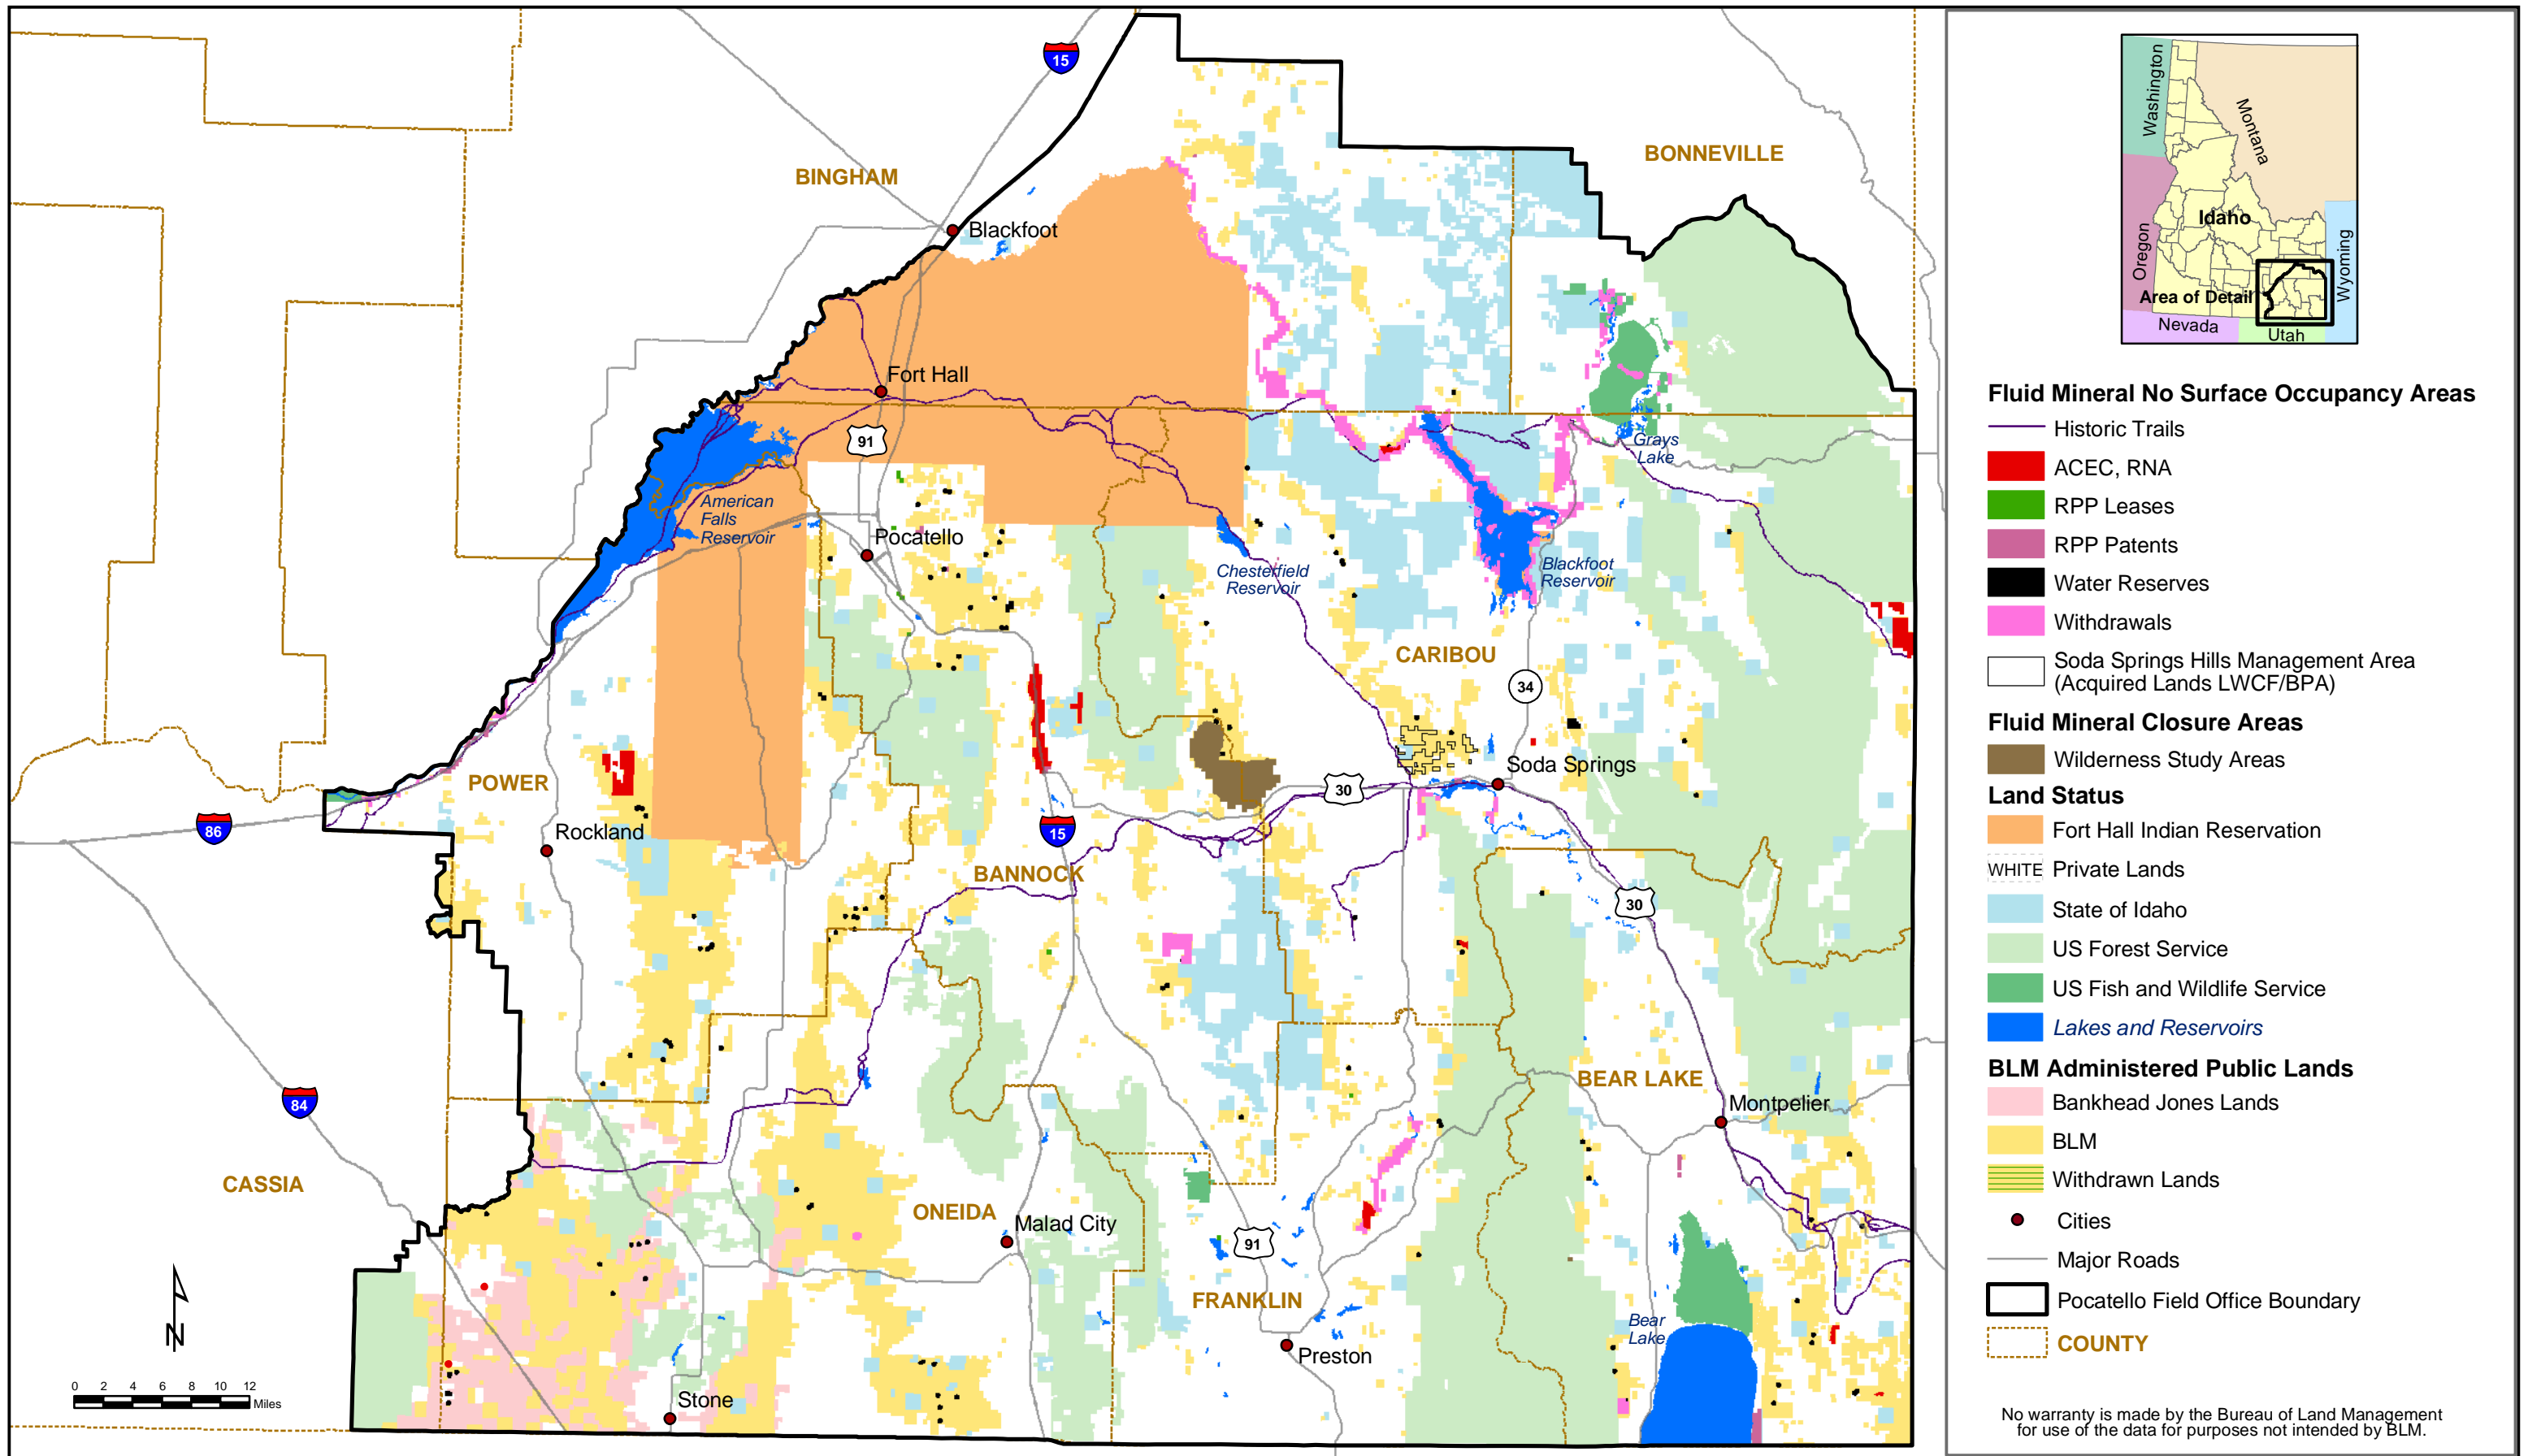 15
BINGHAM
BONNEVILLE
Blackfoot
Fort Hall
91
American
Falls
Reservoir
Pocatello
Grays
Lake
Chesterfield
Reservoir
Blackfoot
Reservoir
CARIBOU
34
POWER
Soda Springs
30
86
Rockland
15
BANNOCK
30
84
BEAR LAKE
Montpelier
CASSIA
ONEIDA
Malad City
91
FRANKLIN
Bear
Lake
Preston
Stone
N
0 2 4 6 8 10 12
Miles
Washington
Montana
Oregon
Idaho
Wyoming
Area of Detail
Nevada
Utah
Fluid Mineral No Surface Occupancy Areas
Historic Trails
ACEC, RNA
RPP Leases
RPP Patents
Water Reserves
Withdrawals
Soda Springs Hills Management Area
(Acquired Lands LWCF/BPA)
Fluid Mineral Closure Areas
Wilderness Study Areas
Land Status
Fort Hall Indian Reservation
WHITE Private Lands
State of Idaho
US Forest Service
US Fish and Wildlife Service
Lakes and Reservoirs
BLM Administered Public Lands
Bankhead Jones Lands
BLM
Withdrawn Lands
Cities
Major Roads
Pocatello Field Office Boundary
COUNTY
No warranty is made by the Bureau of Land Management
for use of the data for purposes not intended by BLM.